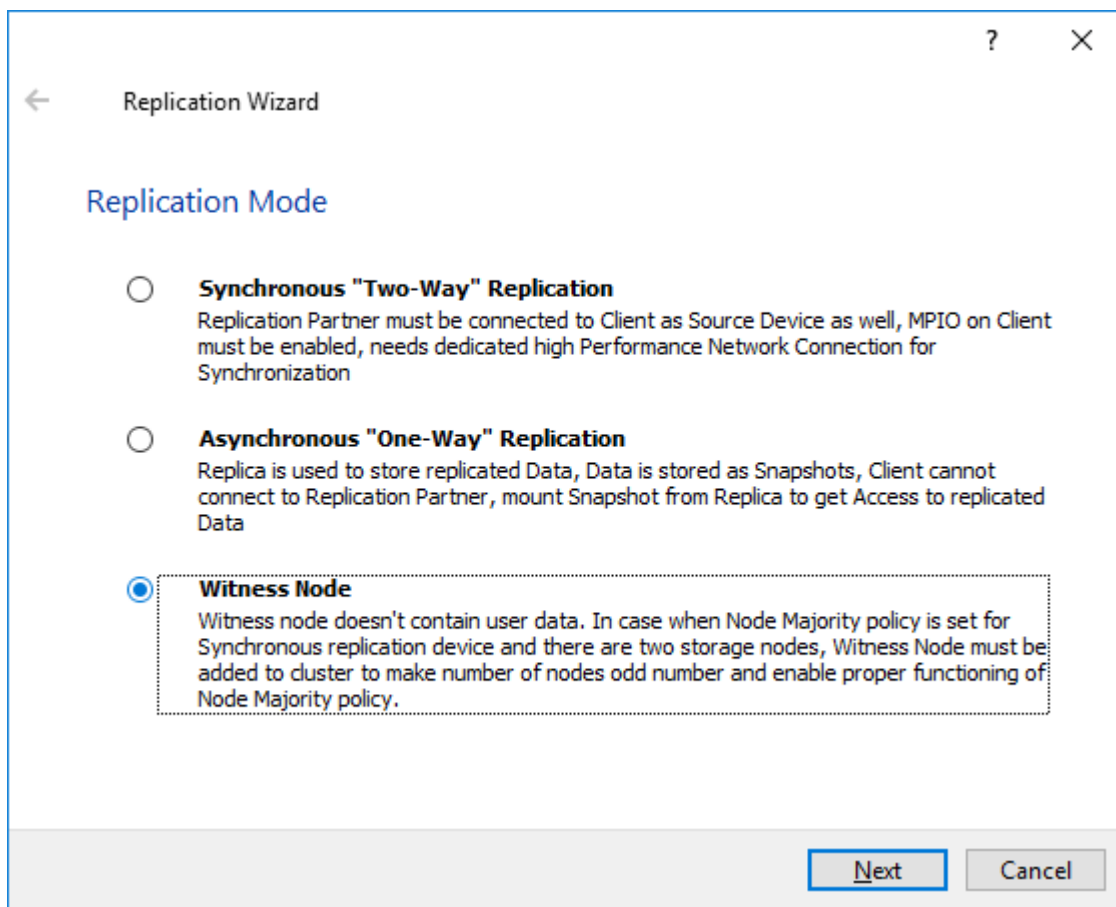 ?
Replication Wizard
Replication Mode
Synchronous "Two-Way" Replication
Replication Partner must be connected to Client as Source Device as well, MPIO on Client
must be enabled, needs dedicated high Performance Network Connection for
Synchronization
Asynchronous "One-Way" Replication
Replica is used to store replicated Data, Data is stored as Snapshots, Client cannot
connect to Replication Partner, mount Snapshot from Replica to get Access to replicated
Data
Witness Node
Witness node doesn't contain user data. In case when Node Majority policy is set for
Synchronous replication device and there are two storage nodes, Witness Node must be
added to cluster to make number of nodes odd number and enable proper functioning of
Node Majority policy.
Next Cancel